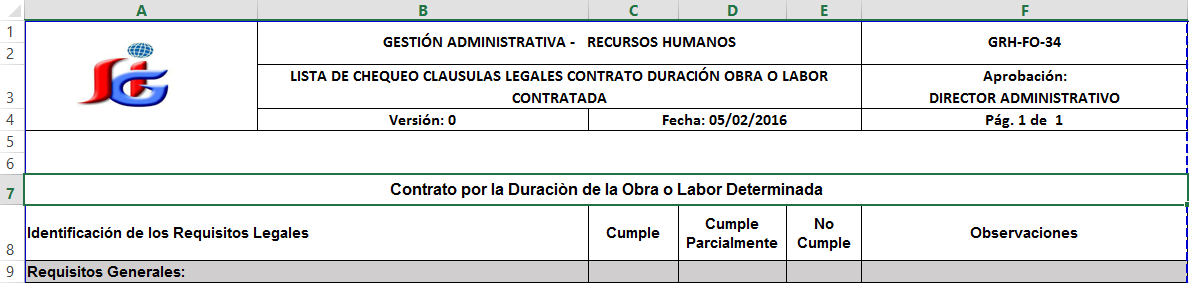 A B C D E F
1
2
3
4
5
6
7
8
9
SIG
GESTIÓN ADMINISTRATIVA - RECURSOS HUMANOS
GRH-FO-34
LISTA DE CHEQUEO CLAUSULAS LEGALES CONTRATO DURACIÓN OBRA O LABOR
CONTRATADA
Aprobación:
DIRECTOR ADMINISTRATIVO
Versión: 0
Fecha: 05/02/2016
Pág. 1 de 1
Contrato por la Duraciòn de la Obra o Labor Determinada
Identificación de los Requisitos Legales
Cumple
Cumple
Parcialmente
No
Cumple
Observaciones
Requisitos Generales: